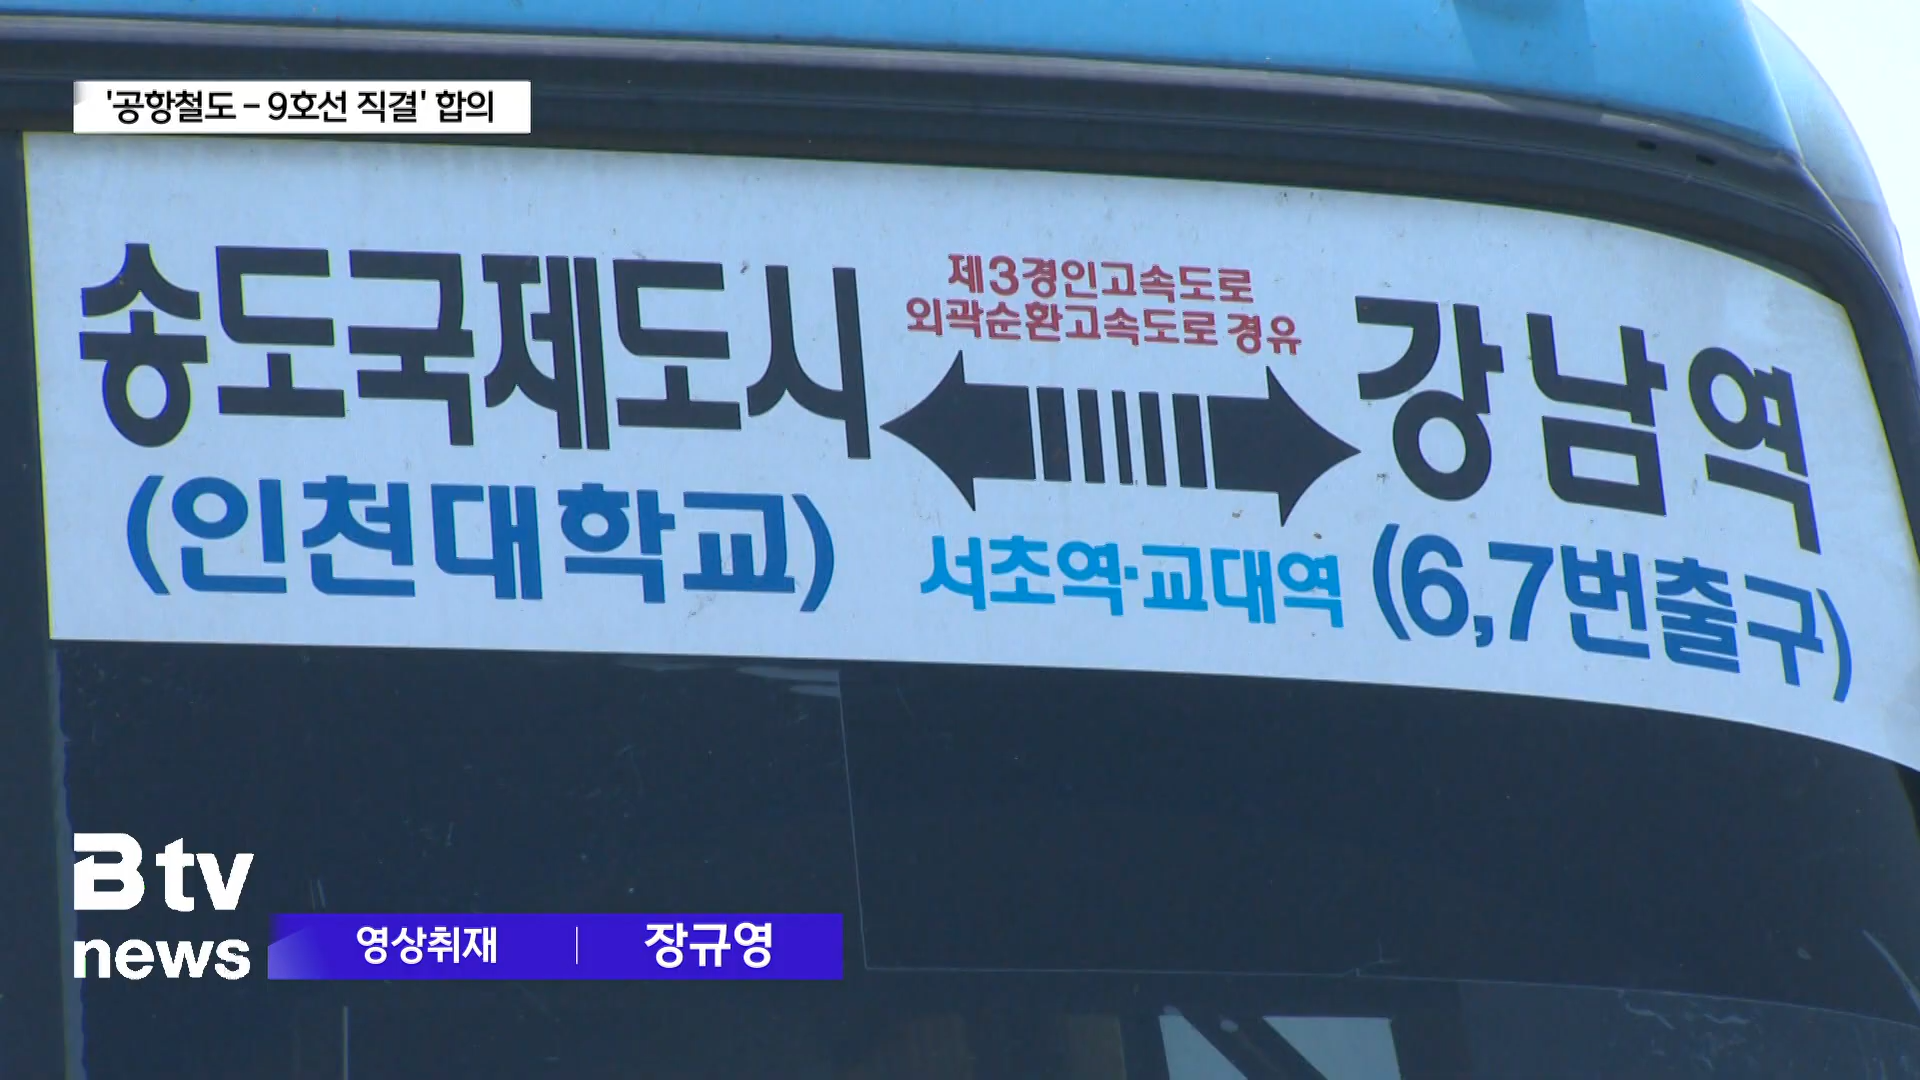 '공항철도 – 9호선 직결' 합의
송도국제도시
제3경인고속도로
외곽순환고속도로 경유
강남역
(인천대학교)
서초역·교대역
(6,7번출구)
B tv
news
영상취재 | 장규영